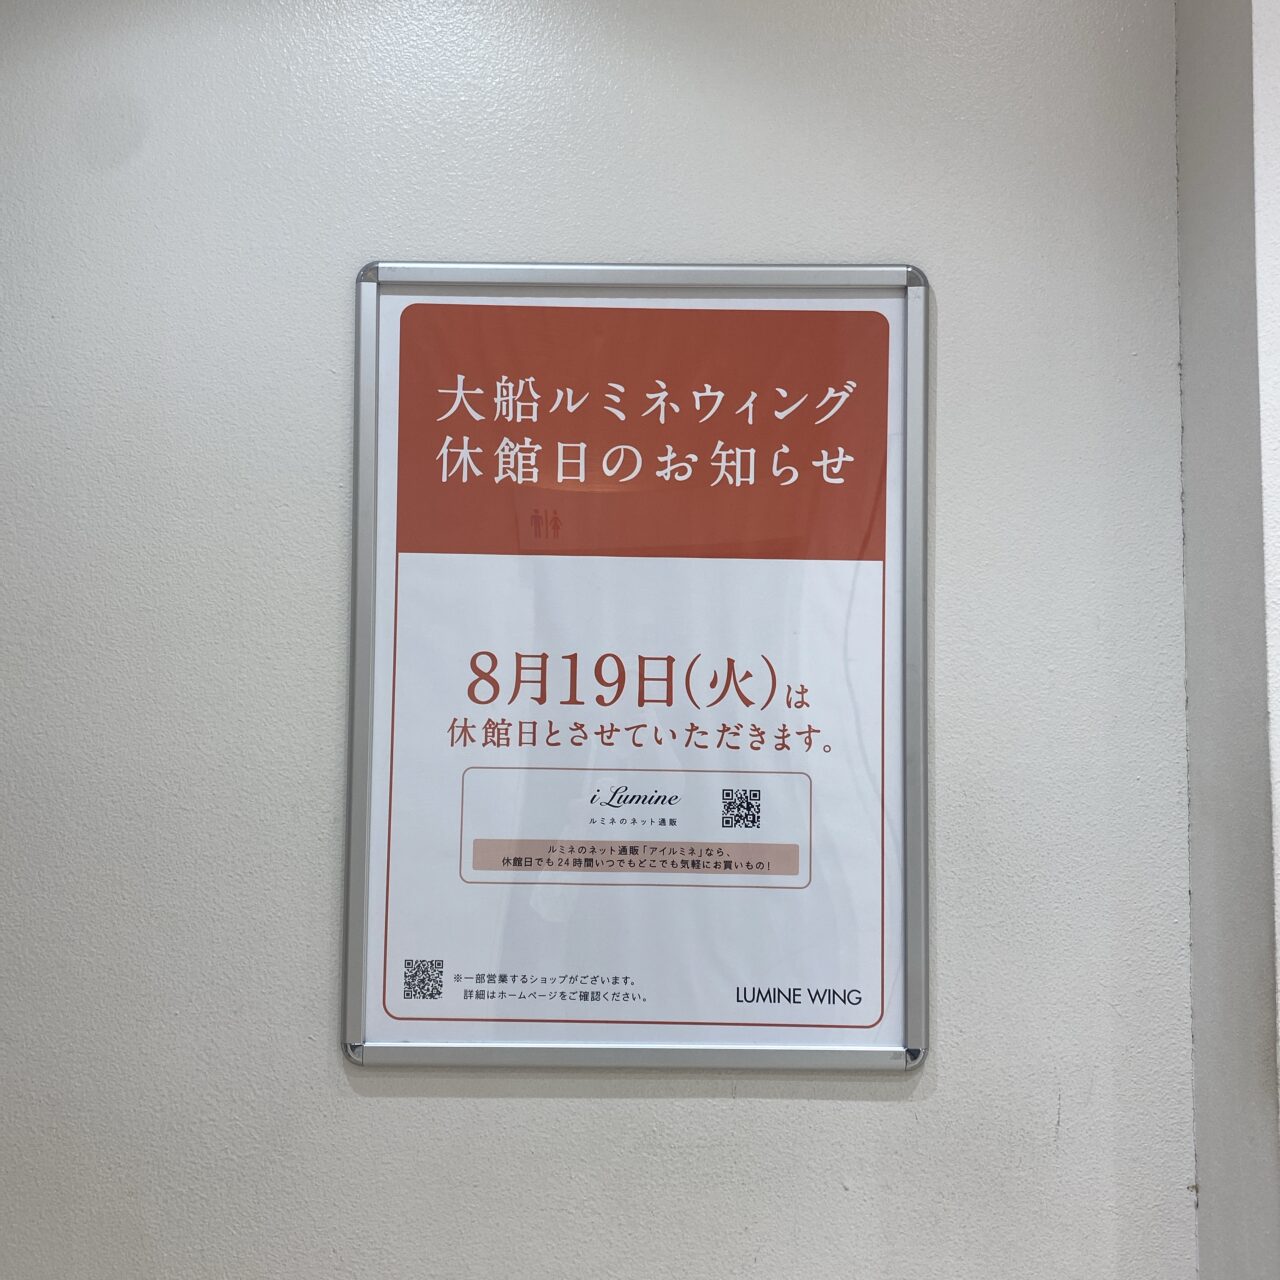 大船ルミネウィング
休館日のお知らせ
8月19日(火)は
休館日とさせていただきます。
i Lumine
ルミネのネット通販
ルミネのネット通販「アイルミネ」なら、
休館日でも24時間いつでもどこでも気軽にお買いもの!
※一部営業するショップがございます。
詳細はホームページをご確認ください。
LUMINE WING